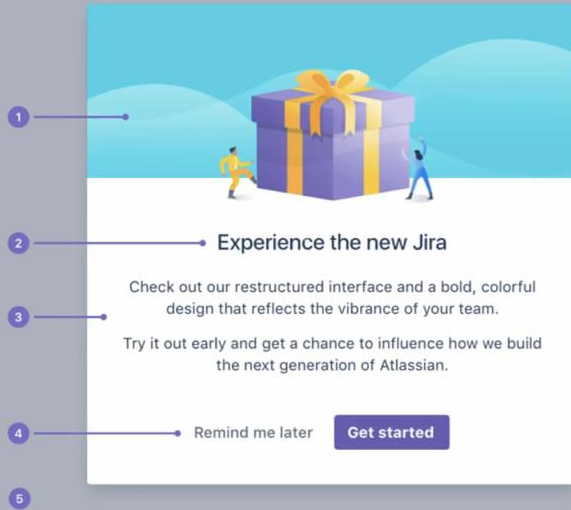 1
2
Experience the new Jira
Check out our restructured interface and a bold, colorful
design that reflects the vibrance of your team.
3
Try it out early and get a chance to influence how we build
the next generation of Atlassian.
4
Remind me later
Get started
5